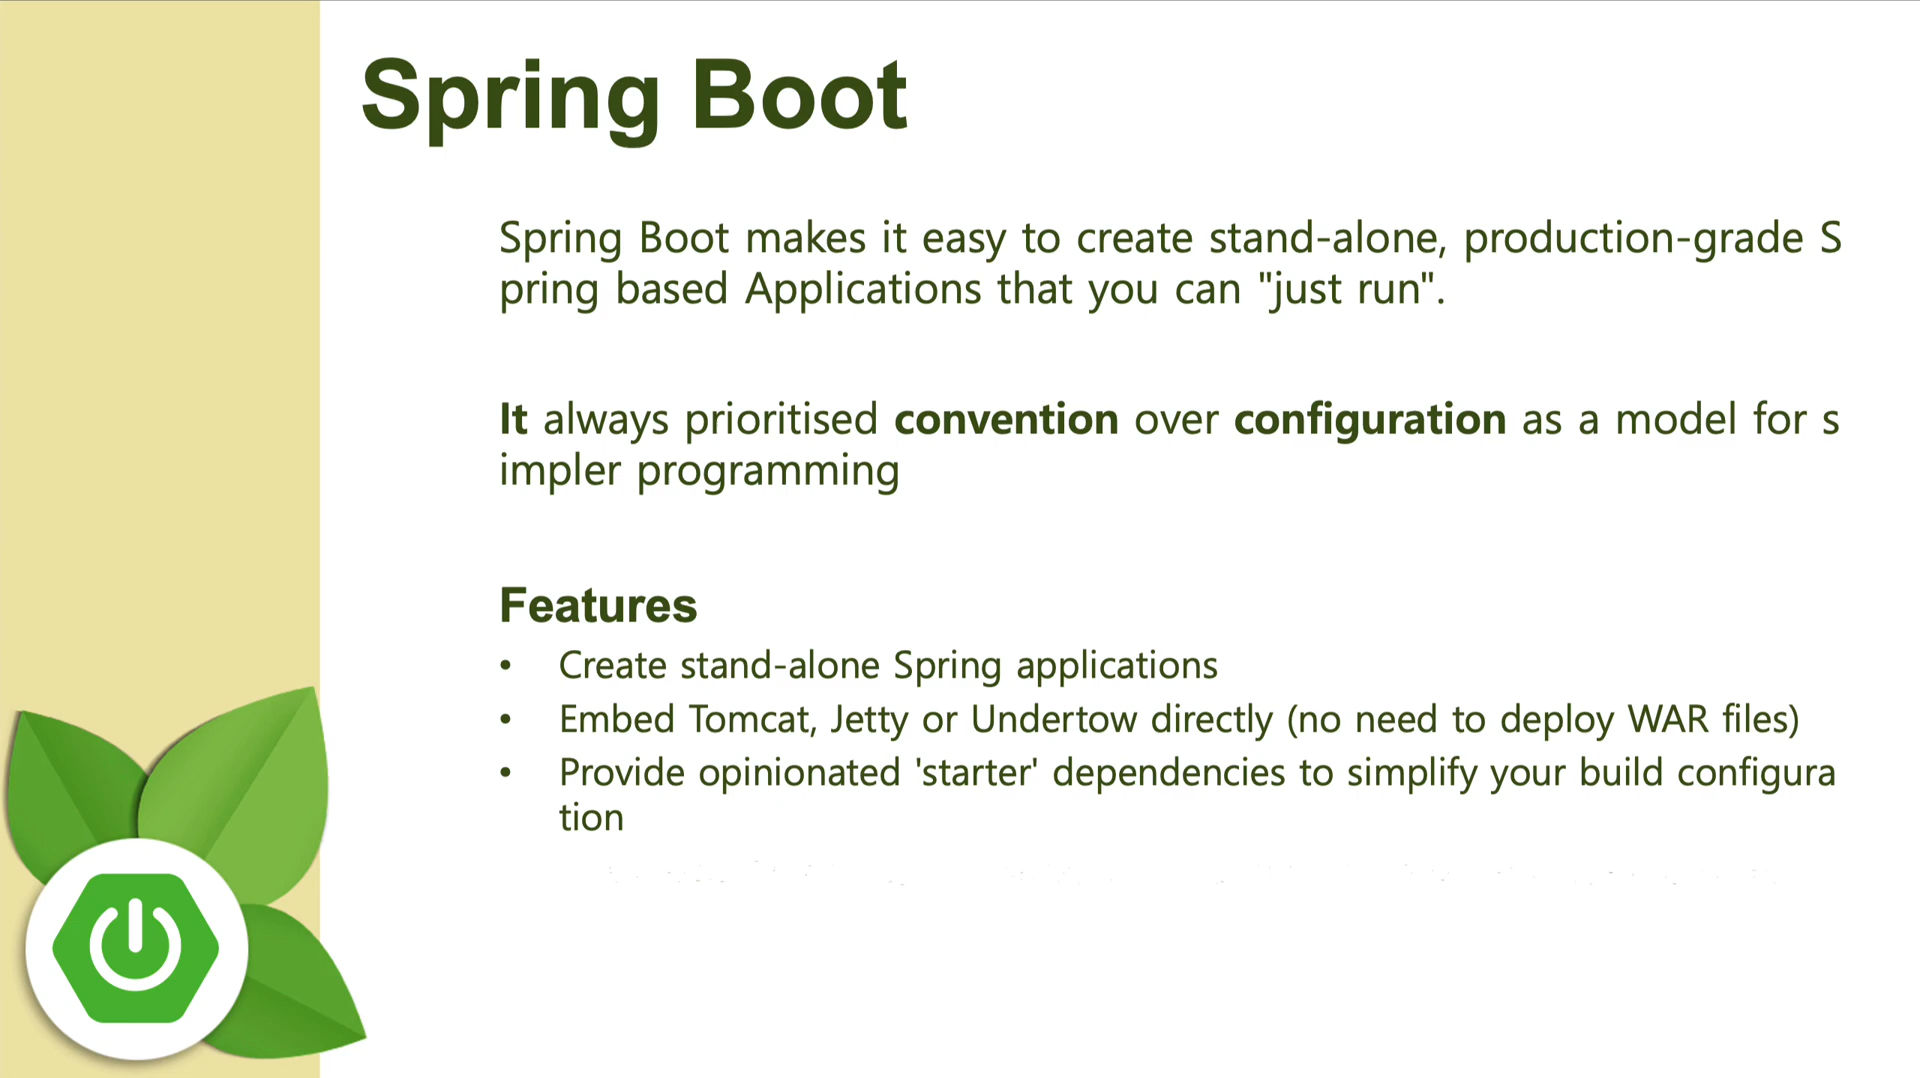 Spring Boot
Spring Boot makes it easy to create stand-alone, production-grade S
pring based Applications that you can "just run".
It always prioritised convention over configuration as a model for s
impler programming
Features
• Create stand-alone Spring applications
• Embed Tomcat, Jetty or Undertow directly (no need to deploy WAR files)
• Provide opinionated 'starter' dependencies to simplify your build configura
tion